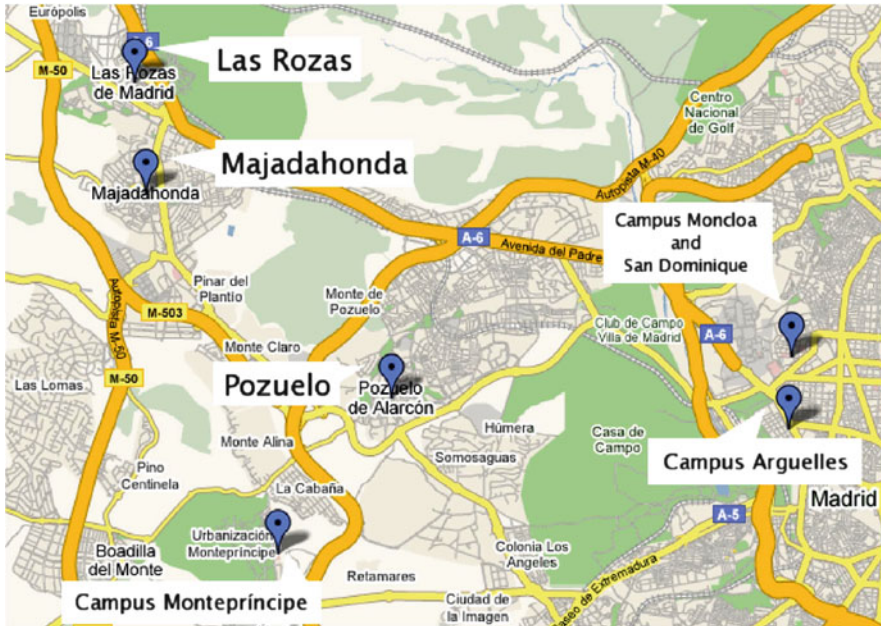 Európolis
A-6
Las Rozas
M-50
Las Rozas
de Madrid
Centro
Nacional
de Golf
Majadahonda
Majadahonda
Autopista M-40
Campus Moncloa
and
San Dominique
A-6
Avenida del Padre
Pinar del
Plantio
Monte de
Pozuelo
Autopista M-50
M-503
Club de Campo
Villa de Madrid
A-6
Monte Claro
M-50
Las Lomas
Pozuelo
Pozuelo
de Alarcón
Húmera
Casa de
Campo
Monte Alina
Somosaguas
Campus Arguelles
Pino
Centinela
La Cabaña
Madrid
A-5
Urbanización
Montepríncipe
Boadilla
del Monte
Colonia Los
Angeles
Retamares
Paseo de Extremadura
Campus Montepríncipe
Ciudad de
la Imagen